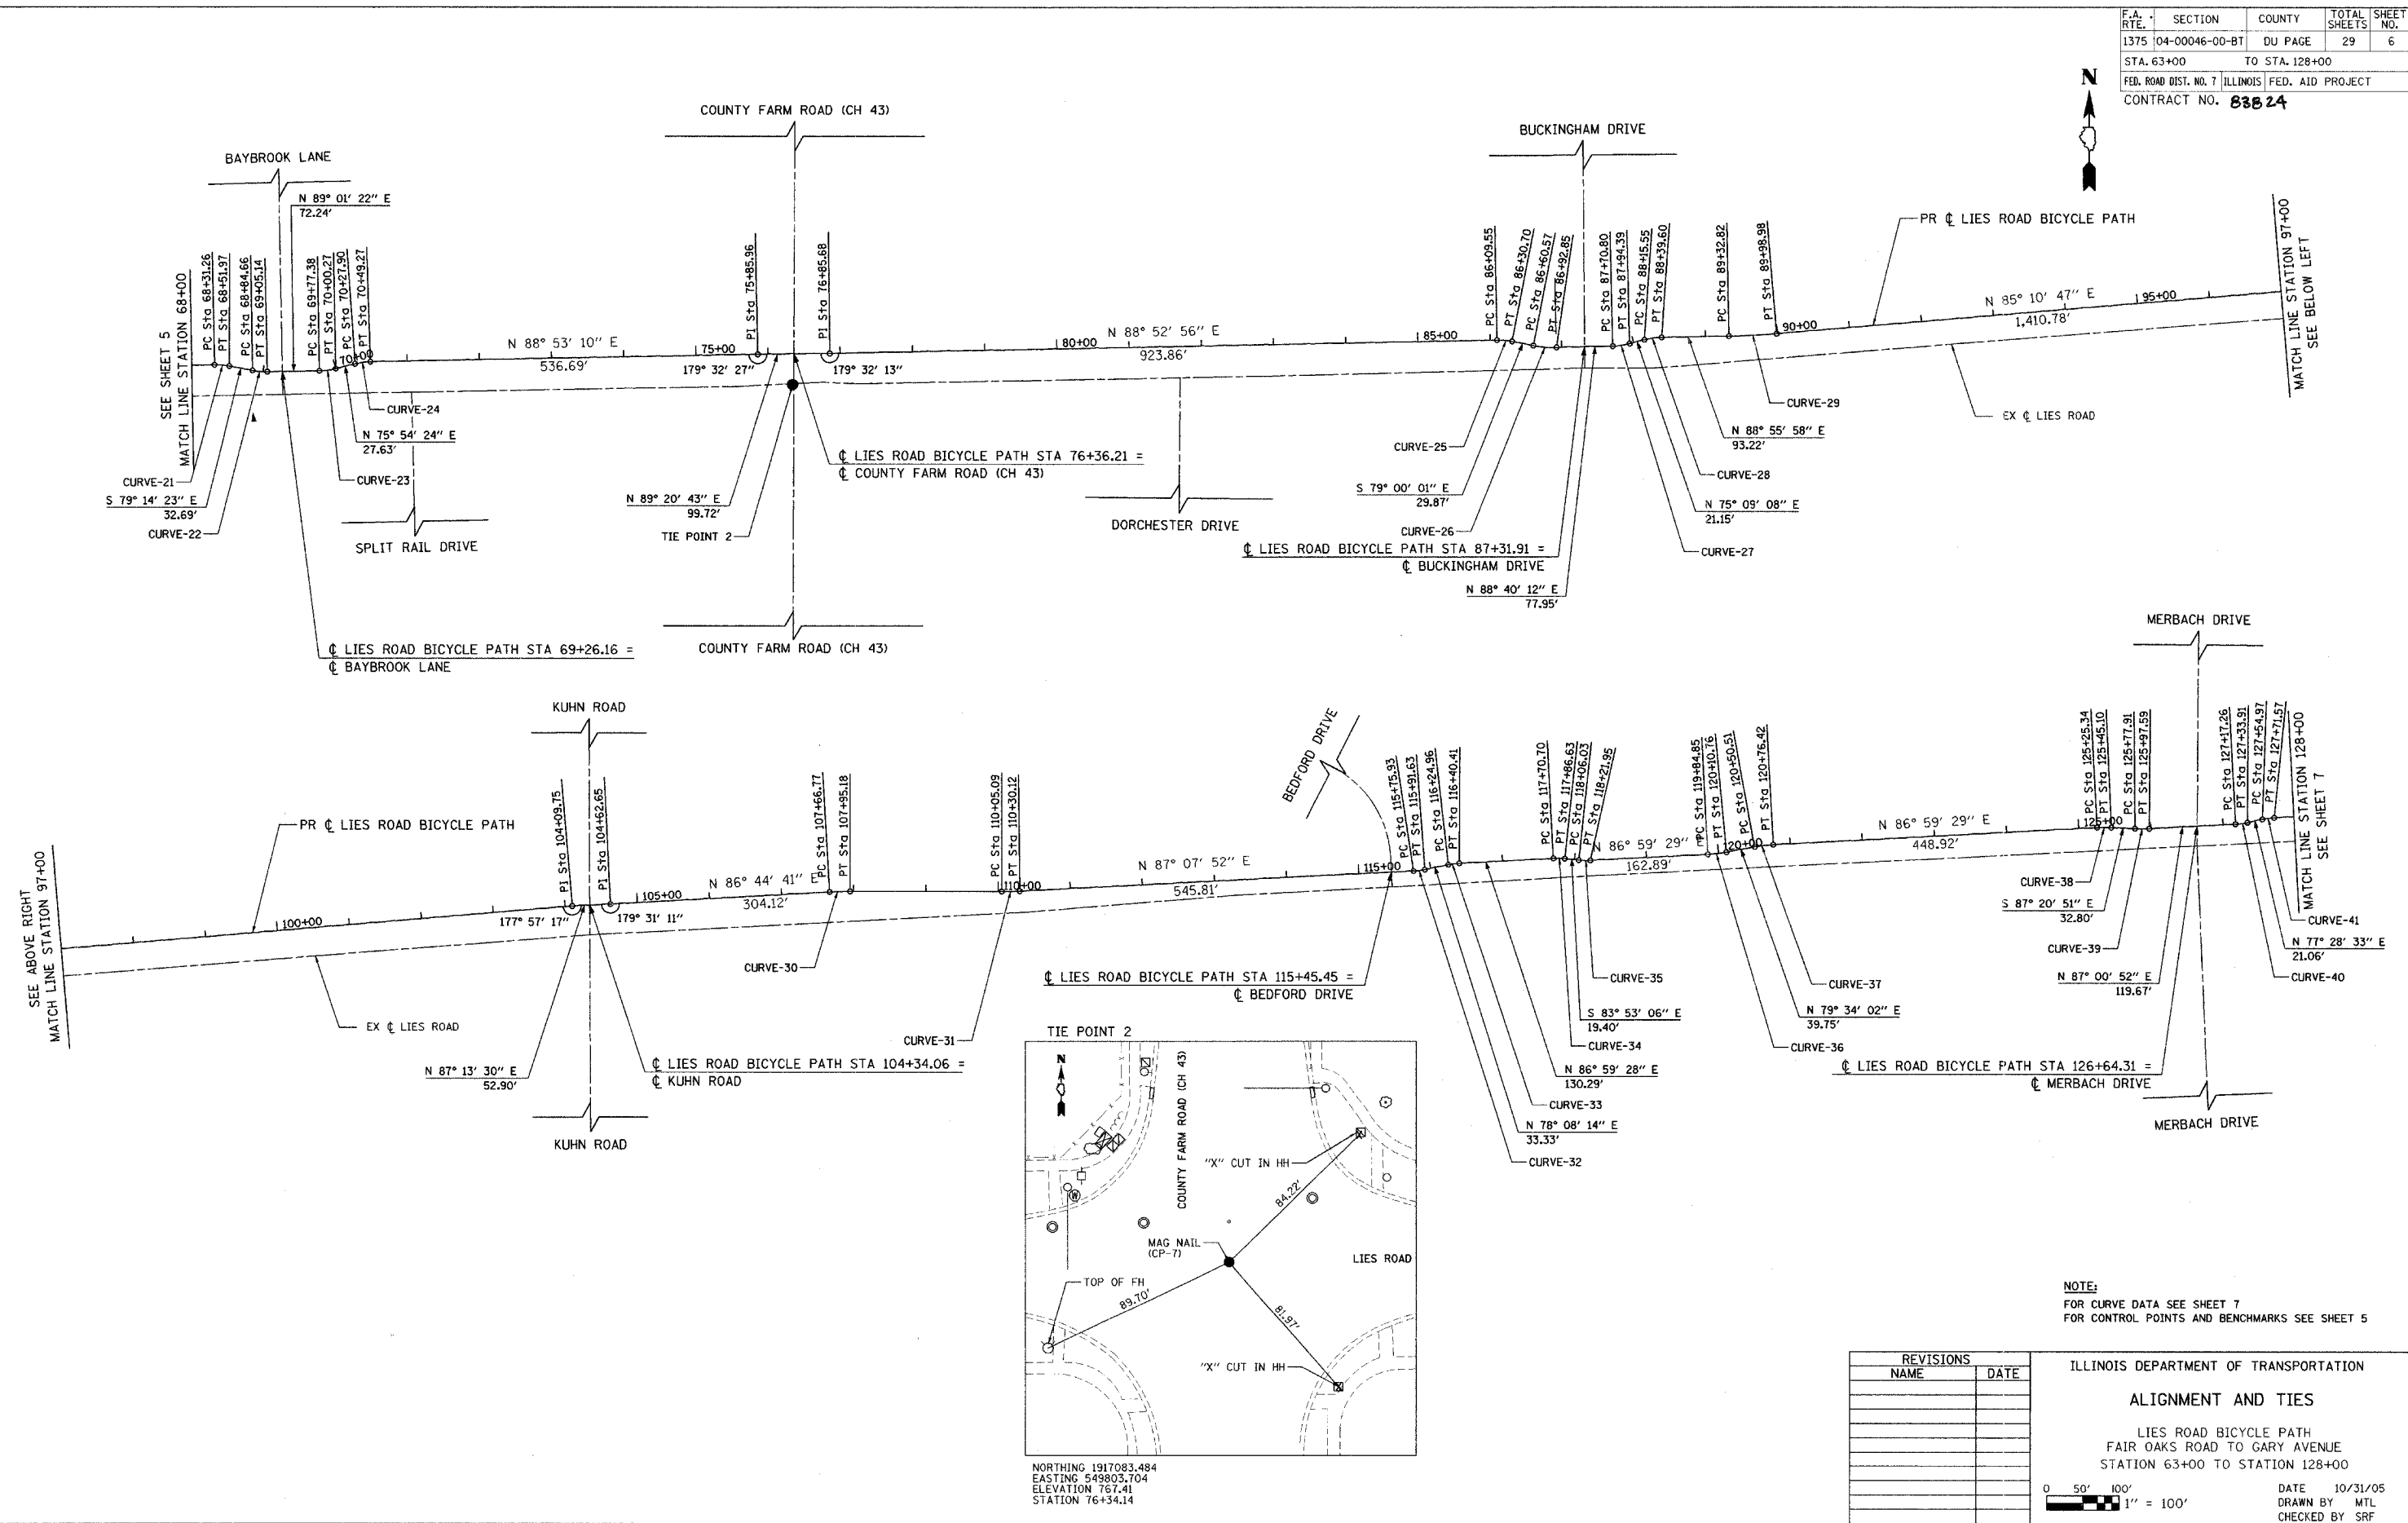 F.A. RTE. SECTION COUNTY TOTAL SHEETS SHEET NO.
1375 04-00046-00-BT DU PAGE 29 6
STA. 63+00 TO STA. 128+00
FED. ROAD DIST. NO. 7 ILLINOIS FED. AID PROJECT
CONTRACT NO. 83824
N
COUNTY FARM ROAD (CH 43)
BUCKINGHAM DRIVE
BAYBROOK LANE
N 89° 01' 22" E
72.24'
SEE SHEET 5
MATCH LINE STATION 68+00
PC Sta 68+31.26
PT Sta 68+51.97
PC Sta 68+84.66
PT Sta 69+05.14
PC Sta 69+77.38
PT Sta 70+00.27
PC Sta 70+27.90
PT Sta 70+49.27
70+00
N 88° 53' 10" E
536.69'
75+00
PI Sta 75+85.96
PI Sta 76+85.68
179° 32' 27"
179° 32' 13"
80+00
N 88° 52' 56" E
923.86'
85+00
PC Sta 86+09.55
PT Sta 86+30.70
PC Sta 86+60.57
PT Sta 86+92.85
PC Sta 87+70.80
PT Sta 87+94.39
PC Sta 88+15.55
PT Sta 88+39.60
PC Sta 89+32.82
PT Sta 89+98.98
90+00
PR ℄ LIES ROAD BICYCLE PATH
N 85° 10' 47" E
1,410.78'
95+00
MATCH LINE STATION 97+00
SEE BELOW LEFT
EX ℄ LIES ROAD
CURVE-21
S 79° 14' 23" E
32.69'
CURVE-22
CURVE-24
N 75° 54' 24" E
27.63'
CURVE-23
SPLIT RAIL DRIVE
℄ LIES ROAD BICYCLE PATH STA 69+26.16 =
℄ BAYBROOK LANE
N 89° 20' 43" E
99.72'
TIE POINT 2
℄ LIES ROAD BICYCLE PATH STA 76+36.21 =
℄ COUNTY FARM ROAD (CH 43)
COUNTY FARM ROAD (CH 43)
DORCHESTER DRIVE
CURVE-25
S 79° 00' 01" E
29.87'
CURVE-26
℄ LIES ROAD BICYCLE PATH STA 87+31.91 =
℄ BUCKINGHAM DRIVE
N 88° 40' 12" E
77.95'
CURVE-29
N 88° 55' 58" E
93.22'
CURVE-28
N 75° 09' 08" E
21.15'
CURVE-27
SEE ABOVE RIGHT
MATCH LINE STATION 97+00
PR ℄ LIES ROAD BICYCLE PATH
100+00
EX ℄ LIES ROAD
KUHN ROAD
PI Sta 104+09.75
PI Sta 104+62.65
177° 57' 17"
179° 31' 11"
105+00
N 86° 44' 41" E
304.12'
PC Sta 107+66.77
PT Sta 107+95.18
CURVE-30
N 87° 13' 30" E
52.90'
℄ LIES ROAD BICYCLE PATH STA 104+34.06 =
℄ KUHN ROAD
KUHN ROAD
PC Sta 110+05.09
PT Sta 110+30.12
110+00
CURVE-31
N 87° 07' 52" E
545.81'
BEDFORD DRIVE
115+00
℄ LIES ROAD BICYCLE PATH STA 115+45.45 =
℄ BEDFORD DRIVE
PC Sta 115+75.93
PT Sta 115+91.63
PC Sta 116+24.96
PT Sta 116+40.41
PC Sta 117+70.70
PT Sta 117+86.63
PC Sta 118+06.03
PT Sta 118+21.95
N 86° 59' 29" E
162.89'
PC Sta 119+84.85
PT Sta 120+10.76
PC Sta 120+50.51
PT Sta 120+76.42
120+00
N 86° 59' 29" E
448.92'
CURVE-35
S 83° 53' 06" E
19.40'
CURVE-34
N 86° 59' 28" E
130.29'
CURVE-33
N 78° 08' 14" E
33.33'
CURVE-32
CURVE-37
N 79° 34' 02" E
39.75'
CURVE-36
MERBACH DRIVE
125+00
PC Sta 125+25.34
PT Sta 125+45.10
PC Sta 125+77.91
PT Sta 125+97.59
PC Sta 127+17.26
PT Sta 127+33.91
PC Sta 127+54.97
PT Sta 127+71.57
MATCH LINE STATION 128+00
SEE SHEET 7
CURVE-38
S 87° 20' 51" E
32.80'
CURVE-39
N 87° 00' 52" E
119.67'
℄ LIES ROAD BICYCLE PATH STA 126+64.31 =
℄ MERBACH DRIVE
CURVE-41
N 77° 28' 33" E
21.06'
CURVE-40
MERBACH DRIVE
TIE POINT 2
N
COUNTY FARM ROAD (CH 43)
"X" CUT IN HH
84.22'
W
MAG NAIL
(CP-7)
LIES ROAD
TOP OF FH
89.70'
81.97'
"X" CUT IN HH
NORTHING 1917083.484
EASTING 549803.704
ELEVATION 767.41
STATION 76+34.14
NOTE:
FOR CURVE DATA SEE SHEET 7
FOR CONTROL POINTS AND BENCHMARKS SEE SHEET 5
REVISIONS
NAME DATE
ILLINOIS DEPARTMENT OF TRANSPORTATION
ALIGNMENT AND TIES
LIES ROAD BICYCLE PATH
FAIR OAKS ROAD TO GARY AVENUE
STATION 63+00 TO STATION 128+00
0 50' 100'
1" = 100'
DATE 10/31/05
DRAWN BY MTL
CHECKED BY SRF